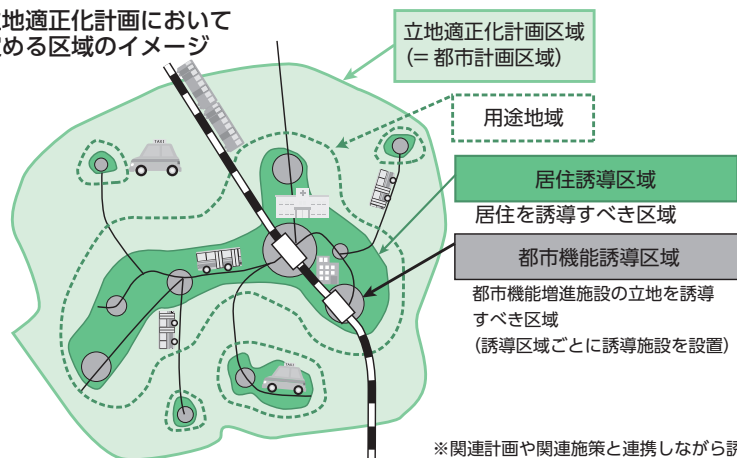 地適正化計画において
める区域のイメージ
立地適正化計画区域
(= 都市計画区域)
用途地域
居住誘導区域
居住を誘導すべき区域
都市機能誘導区域
都市機能増進施設の立地を誘導
すべき区域
(誘導区域ごとに誘導施設を設置)
TAXI
※関連計画や関連施策と連携しながら誘